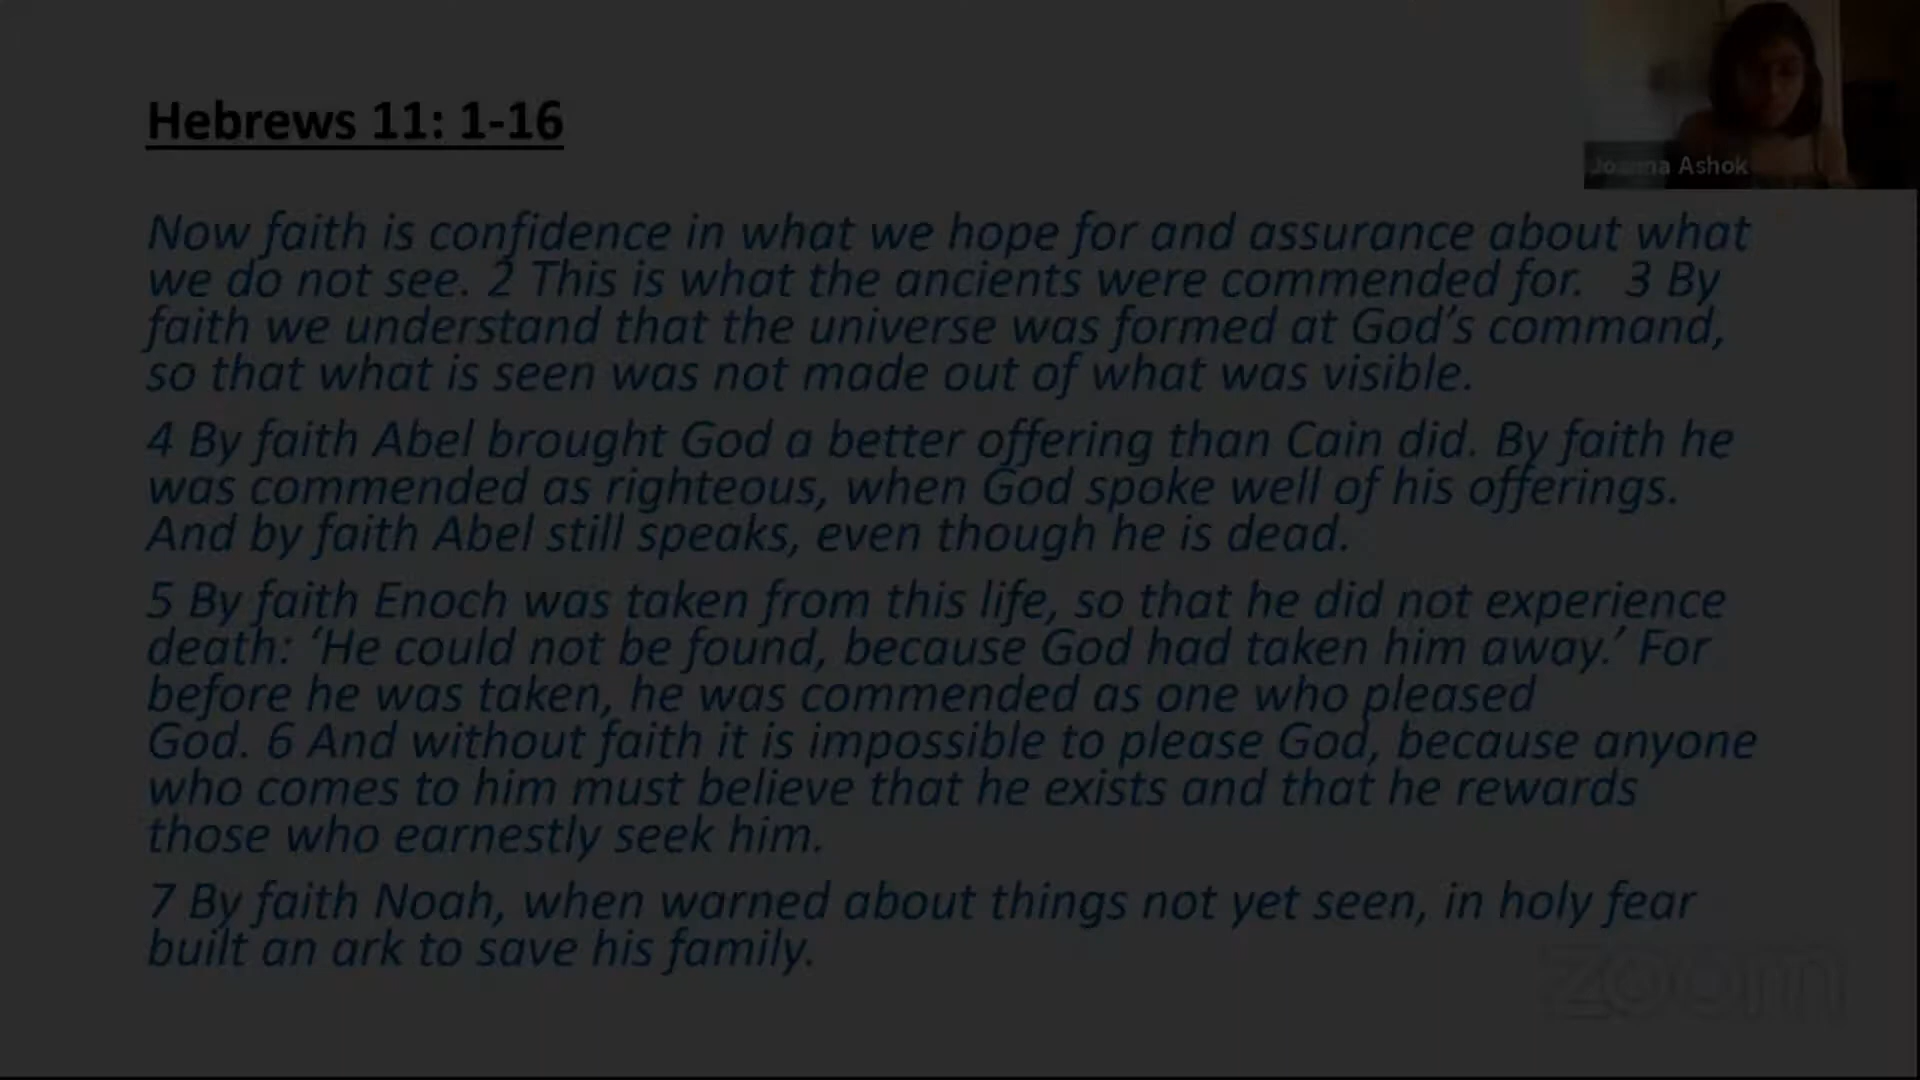 Hebrews 11: 1-16
Joanna Ashok
Now faith is confidence in what we hope for and assurance about what
we do not see. 2 This is what the ancients were commended for. 3 By
faith we understand that the universe was formed at God’s command,
so that what is seen was not made out of what was visible.
4 By faith Abel brought God a better offering than Cain did. By faith he
was commended as righteous, when God spoke well of his offerings.
And by faith Abel still speaks, even though he is dead.
5 By faith Enoch was taken from this life, so that he did not experience
death: ‘He could not be found, because God had taken him away.’ For
before he was taken, he was commended as one who pleased
God. 6 And without faith it is impossible to please God, because anyone
who comes to him must believe that he exists and that he rewards
those who earnestly seek him.
7 By faith Noah, when warned about things not yet seen, in holy fear
built an ark to save his family.
zoom